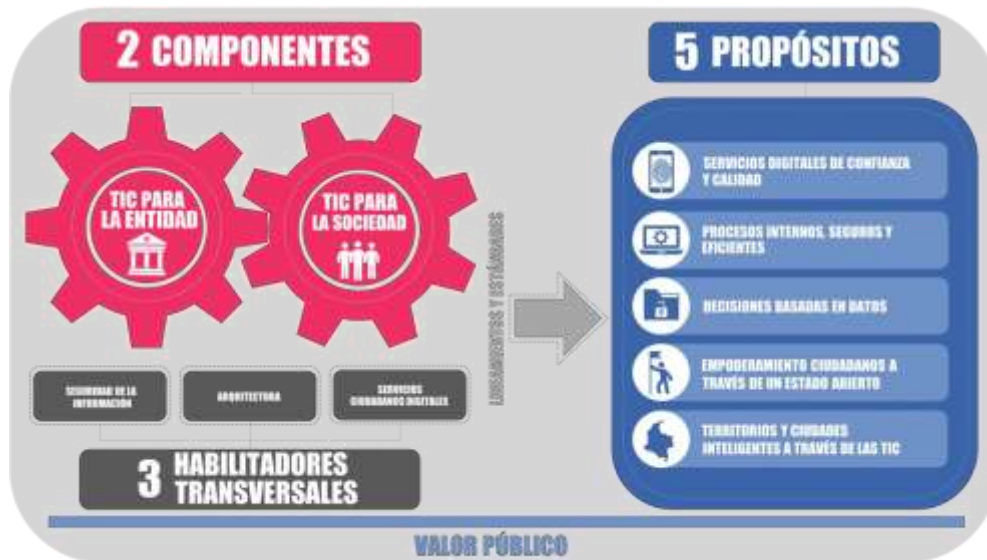 2 COMPONENTES
TIC PARA
LA ENTIDAD
TIC PARA
LA SOCIEDAD
SEGURIDAD DE LA
INFORMACIÓN
ARQUITECTURA
SERVICIOS
CIUDADANOS DIGITALES
3 HABILITADORES
TRANSVERSALES
LINEAMIENTOS Y ESTÁNDARES
5 PROPÓSITOS
SERVICIOS DIGITALES DE CONFIANZA
Y CALIDAD
PROCESOS INTERNOS, SEGUROS Y
EFICIENTES
DECISIONES BASADAS EN DATOS
EMPODERAMIENTO CIUDADANOS A
TRAVÉS DE UN ESTADO ABIERTO
TERRITORIOS Y CIUDADES
INTELIGENTES A TRAVÉS DE LAS TIC
VALOR PÚBLICO